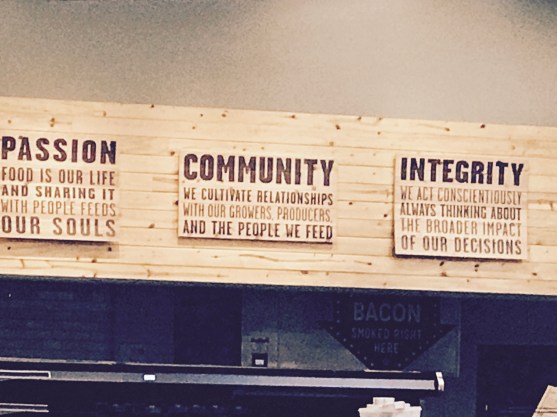 PASSION
FOOD IS OUR LIFE
AND SHARING IT
WITH PEOPLE FEEDS
OUR SOULS
COMMUNITY
WE CULTIVATE RELATIONSHIPS
WITH OUR GROWERS, PRODUCERS,
AND THE PEOPLE WE FEED
INTEGRITY
WE ACT CONSCIENTIOUSLY
ALWAYS THINKING ABOUT
THE BROADER IMPACT
OF OUR DECISIONS
BACON
SMOKED RIGHT
HERE